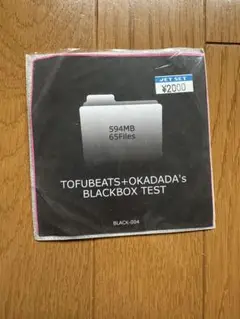 JET SET
¥2000
594MB
65Files
TOFUBEATS+OKADADA's
BLACKBOX TEST
BLACK-004